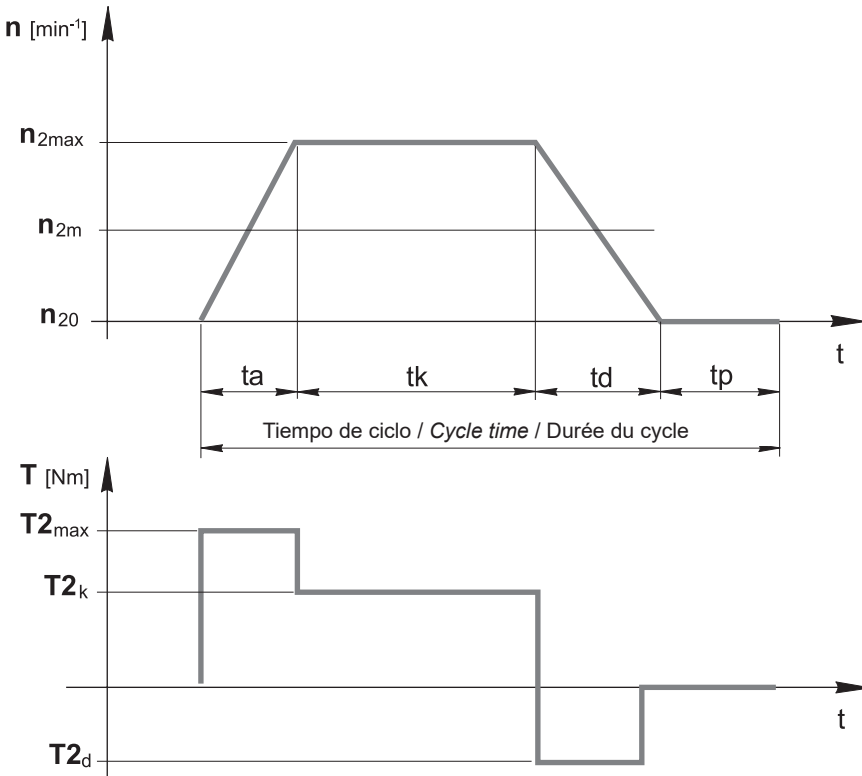 n [min⁻¹]
n2max
n2m
n20
t
ta tk td tp
Tiempo de ciclo / Cycle time / Durée du cycle
T [Nm]
T2max
T2k
t
T2d